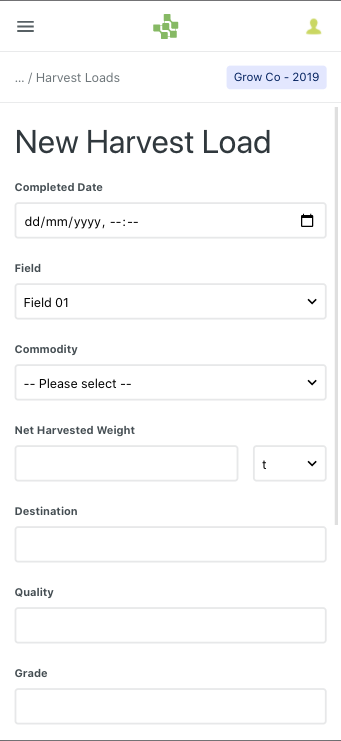 ... / Harvest Loads
Grow Co - 2019
New Harvest Load
Completed Date
dd/mm/yyyy, --:--
Field
Field 01
Commodity
-- Please select --
Net Harvested Weight
t
Destination
Quality
Grade